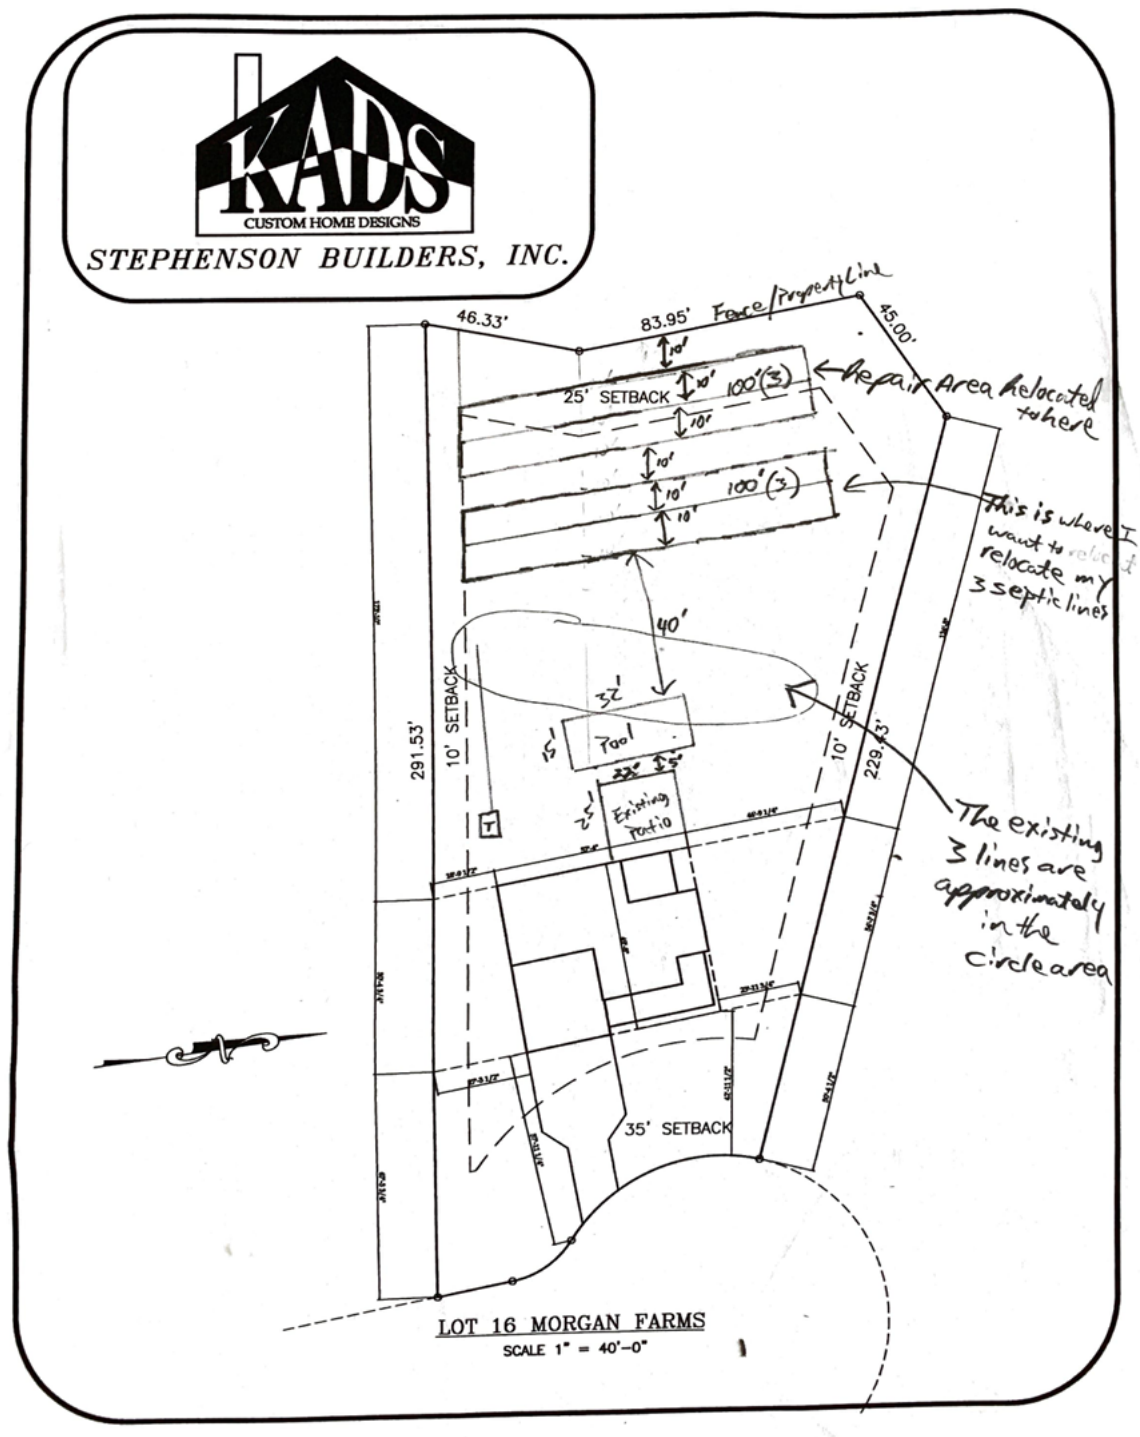 KADS
CUSTOM HOME DESIGNS
STEPHENSON BUILDERS, INC.
46.33'
83.95'
Fence/Property Line
45.00'
10'
25' SETBACK
10'
100'(3)
Repair Area Relocated
to here
10'
10'
10'
100'(3)
10'
This is where I
want to
relocate my
3 septic lines
40'
32'
15'
Pool
5'
22'
25'
Existing
Patio
T
291.53'
10' SETBACK
10' SETBACK
229.43'
The existing
3 lines are
approximately
in the
circle area
N
35' SETBACK
LOT 16 MORGAN FARMS
SCALE 1" = 40'-0"